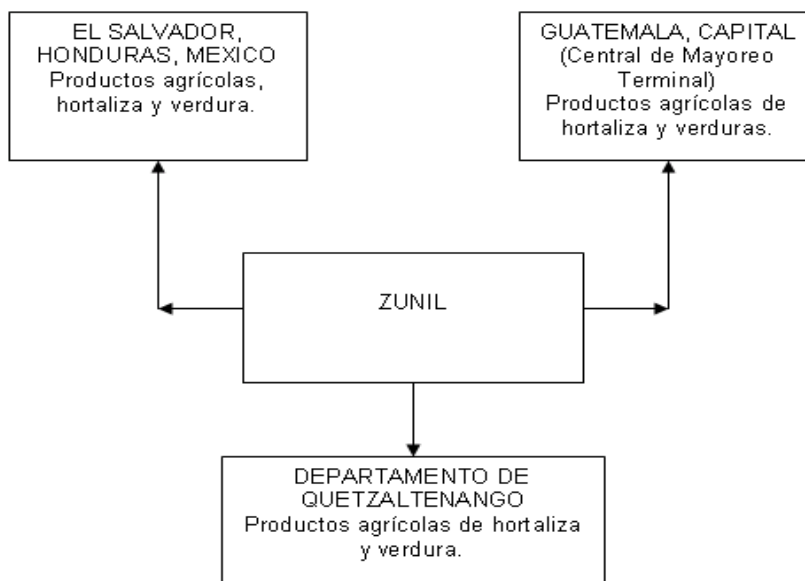 EL SALVADOR,
HONDURAS, MEXICO
Productos agrícolas,
hortaliza y verdura.
GUATEMALA, CAPITAL
(Central de Mayoreo
Terminal)
Productos agrícolas de
hortaliza y verduras.
ZUNIL
DEPARTAMENTO DE
QUETZALTENANGO
Productos agrícolas de hortaliza
y verdura.